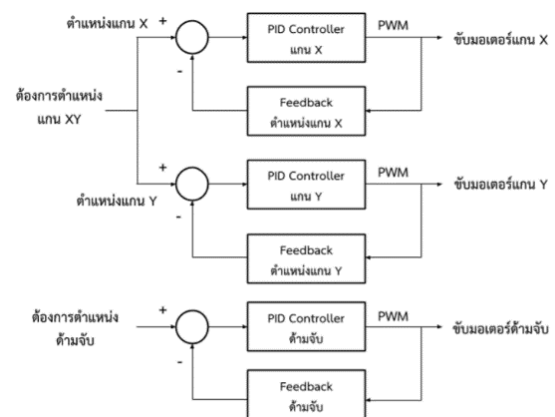 ตำแหน่งแกน X
+
PID Controller
แกน X
PWM
ขับมอเตอร์แกน X
-
ต้องการตำแหน่ง
แกน XY
Feedback
ตำแหน่งแกน X
+
PID Controller
แกน Y
PWM
ขับมอเตอร์แกน Y
ตำแหน่งแกน Y
-
Feedback
ตำแหน่งแกน Y
ต้องการตำแหน่ง
ด้ามจับ
+
PID Controller
ด้ามจับ
PWM
ขับมอเตอร์ด้ามจับ
-
Feedback
ด้ามจับ